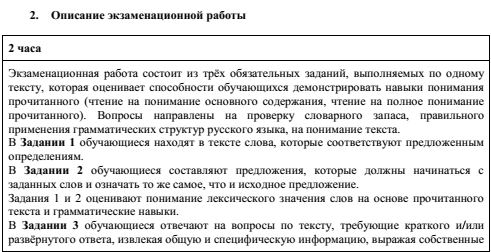 2. Описание экзаменационной работы
2 часа
Экзаменационная работа состоит из трёх обязательных заданий, выполняемых по одному
тексту, которая оценивает способности обучающихся демонстрировать навыки понимания
прочитанного (чтение на понимание основного содержания, чтение на полное понимание
прочитанного). Вопросы направлены на проверку словарного запаса, правильного
применения грамматических структур русского языка, на понимание текста.
В Задании 1 обучающиеся находят в тексте слова, которые соответствуют предложенным
определениям.
В Задании 2 обучающиеся составляют предложения, которые должны начинаться с
заданных слов и означать то же самое, что и исходное предложение.
Задания 1 и 2 оценивают понимание лексического значения слов на основе прочитанного
текста и грамматические навыки.
В Задании 3 обучающиеся отвечают на вопросы по тексту, требующие краткого и/или
развёрнутого ответа, извлекая общую и специфическую информацию, выражая собственные